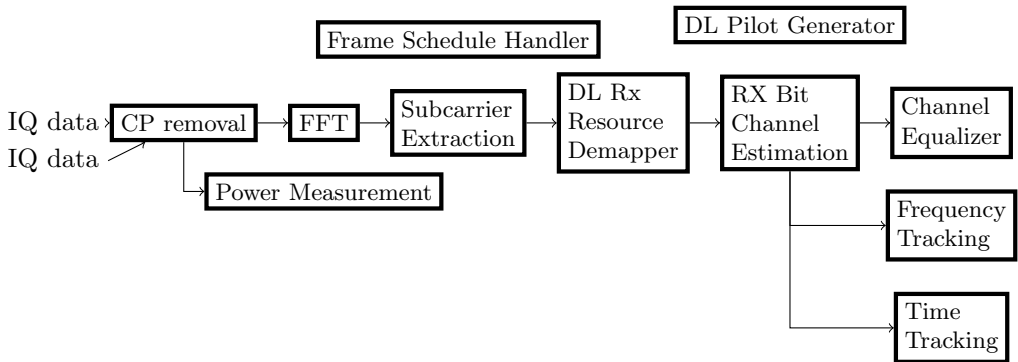 DL Pilot Generator
Frame Schedule Handler
IQ data
IQ data
CP removal
FFT
Subcarrier
Extraction
DL Rx
Resource
Demapper
RX Bit
Channel
Estimation
Channel
Equalizer
Power Measurement
Frequency
Tracking
Time
Tracking